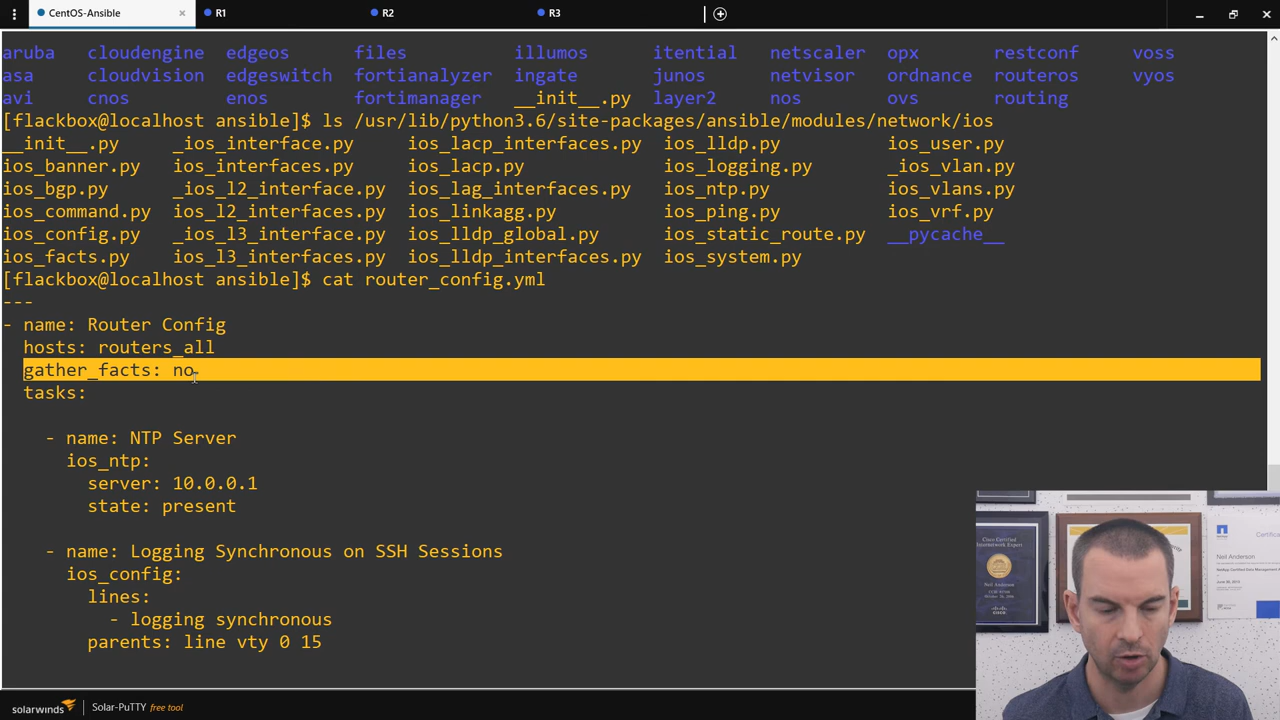 CentOS-Ansible × R1 R2 R3
aruba cloudengine edgeos files illumos itential netscaler opx restconf voss
asa cloudvision edgeswitch fortianalyzer ingate junos netvisor ordnance routeros vyos
avi cnos enos fortimanager __init__.py layer2 nos ovs routing
[flackbox@localhost ansible]$ ls /usr/lib/python3.6/site-packages/ansible/modules/network/ios
__init__.py _ios_interface.py ios_lacp_interfaces.py ios_lldp.py ios_user.py
ios_banner.py ios_interfaces.py ios_lacp.py ios_logging.py _ios_vlan.py
ios_bgp.py _ios_l2_interface.py ios_lag_interfaces.py ios_ntp.py ios_vlans.py
ios_command.py ios_l2_interfaces.py ios_linkagg.py ios_ping.py ios_vrf.py
ios_config.py _ios_l3_interface.py ios_lldp_global.py ios_static_route.py __pycache__
ios_facts.py ios_l3_interfaces.py ios_lldp_interfaces.py ios_system.py
[flackbox@localhost ansible]$ cat router_config.yml
---
- name: Router Config
hosts: routers_all
gather_facts: no
tasks:
- name: NTP Server
ios_ntp:
server: 10.0.0.1
state: present
- name: Logging Synchronous on SSH Sessions
ios_config:
lines:
- logging synchronous
parents: line vty 0 15
solarwinds Solar-PuTTY free tool
Neil Anderson